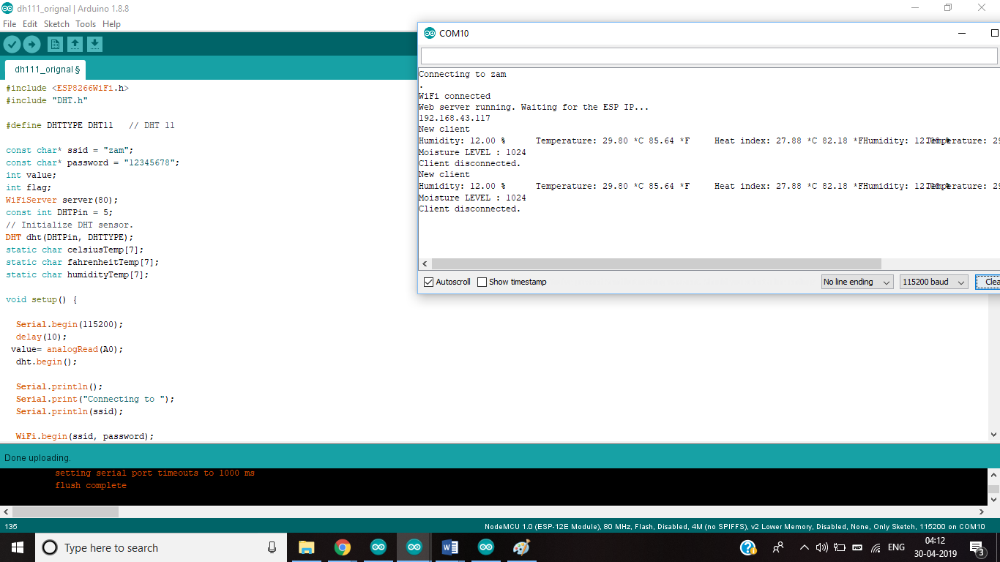 dh111_orignal | Arduino 1.8.8
File Edit Sketch Tools Help
dh111_orignal §
#include <ESP8266WiFi.h>
#include "DHT.h"
#define DHTTYPE DHT11 // DHT 11
const char* ssid = "zam";
const char* password = "12345678";
int value;
int flag;
WiFiServer server(80);
const int DHTPin = 5;
// Initialize DHT sensor.
DHT dht(DHTPin, DHTTYPE);
static char celsiusTemp[7];
static char fahrenheitTemp[7];
static char humidityTemp[7];
void setup() {
Serial.begin(115200);
delay(10);
value= analogRead(A0);
dht.begin();
Serial.println();
Serial.print("Connecting to ");
Serial.println(ssid);
WiFi.begin(ssid, password);
COM10
Connecting to zam
.
WiFi connected
Web server running. Waiting for the ESP IP...
192.168.43.117
New client
Humidity: 12.00 % Temperature: 29.80 *C 85.64 *F Heat index: 27.88 *C 82.18 *FHumidity: 29
Moisture LEVEL : 1024
Client disconnected.
New client
Humidity: 12.00 % Temperature: 29.80 *C 85.64 *F Heat index: 27.88 *C 82.18 *FHumidity: 29
Moisture LEVEL : 1024
Client disconnected.
Autoscroll Show timestamp No line ending 115200 baud Clea
Done uploading.
setting serial port timeouts to 1000 ms
flush complete
135 NodeMCU 1.0 (ESP-12E Module), 80 MHz, Flash, Disabled, 4M (no SPIFFS), v2 Lower Memory, Disabled, None, Only Sketch, 115200 on COM10
Type here to search
ENG
04:12
30-04-2019
3